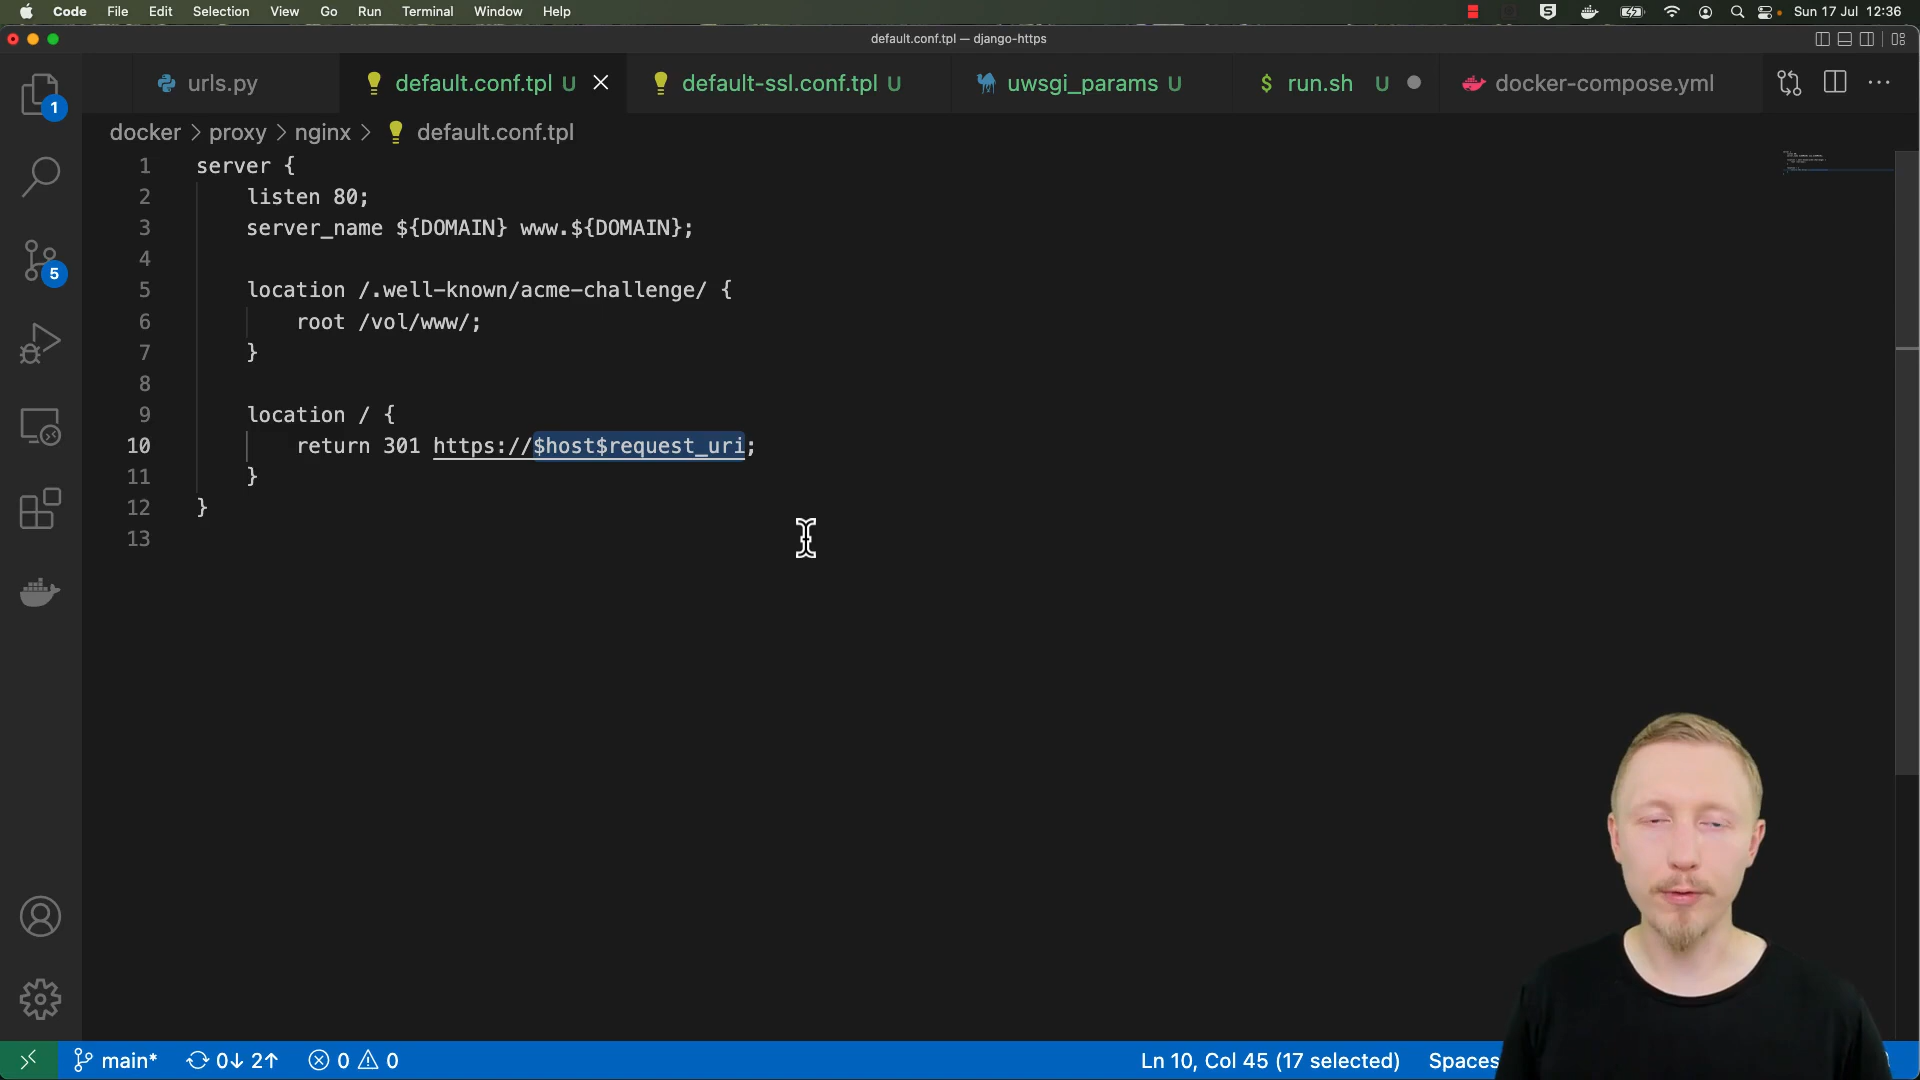 Code File Edit Selection View Go Run Terminal Window Help
Sun 17 Jul 12:36
default.conf.tpl — django-https
urls.py
default.conf.tpl U
default-ssl.conf.tpl U
uwsgi_params U
$ run.sh U
docker-compose.yml
docker > proxy > nginx > default.conf.tpl
1 server {
2 listen 80;
3 server_name ${DOMAIN} www.${DOMAIN};
4
5 location /.well-known/acme-challenge/ {
6 root /vol/www/;
7 }
8
9 location / {
10 return 301 https://$host$request_uri;
11 }
12 }
13
1
5
main* 0↓ 2↑ 0 0
Ln 10, Col 45 (17 selected) Spaces